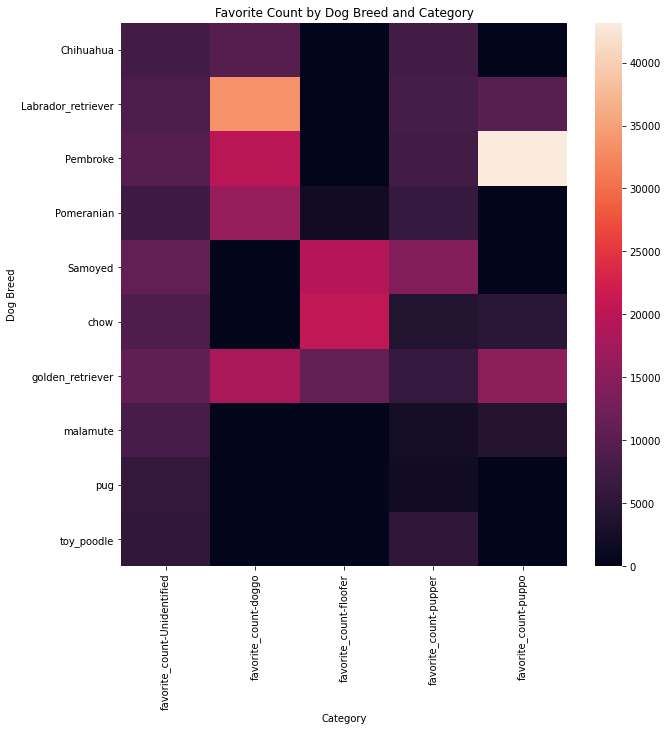 Favorite Count by Dog Breed and Category
Dog Breed
Chihuahua
Labrador_retriever
Pembroke
Pomeranian
Samoyed
chow
golden_retriever
malamute
pug
toy_poodle
favorite_count-Unidentified
favorite_count-doggo
favorite_count-floofer
favorite_count-pupper
favorite_count-puppo
Category
40000
35000
30000
25000
20000
15000
10000
5000
0